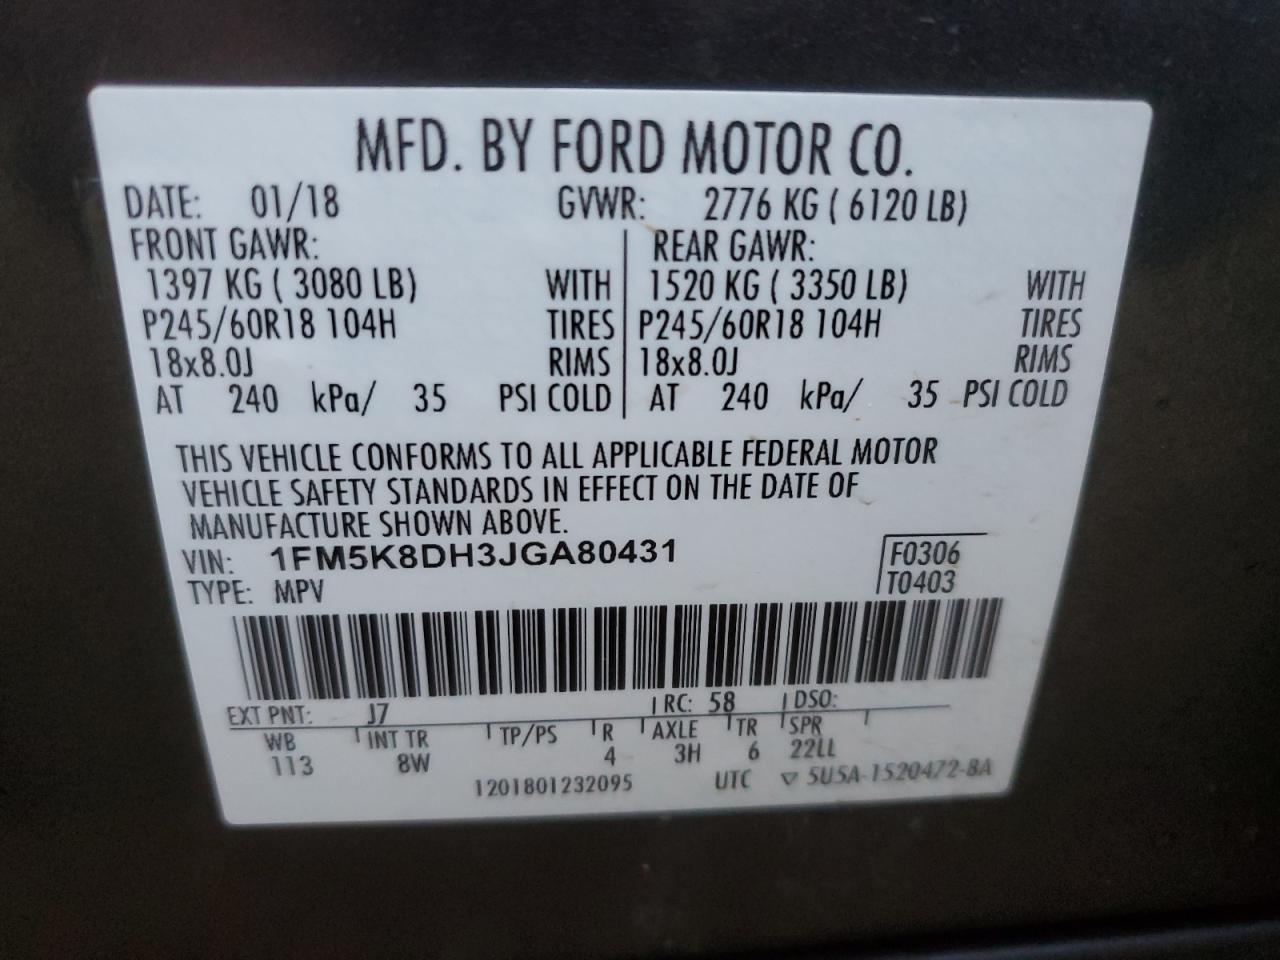 MFD. BY FORD MOTOR CO.
DATE: 01/18 GVWR: 2776 KG ( 6120 LB)
FRONT GAWR: REAR GAWR:
1397 KG ( 3080 LB) WITH 1520 KG ( 3350 LB) WITH
P245/60R18 104H TIRES P245/60R18 104H TIRES
18x8.0J RIMS 18x8.0J RIMS
AT 240 kPa/ 35 PSI COLD AT 240 kPa/ 35 PSI COLD
THIS VEHICLE CONFORMS TO ALL APPLICABLE FEDERAL MOTOR
VEHICLE SAFETY STANDARDS IN EFFECT ON THE DATE OF
MANUFACTURE SHOWN ABOVE.
VIN: 1FM5K8DH3JGA80431 F0306
TYPE: MPV T0403
EXT PNT: J7 RC: 58 DSO:
WB INT TR TP/PS R AXLE TR SPR
113 8W 4 3H 6 22LL
1201801232095 UTC ▽ 5U5A-1520472-BA